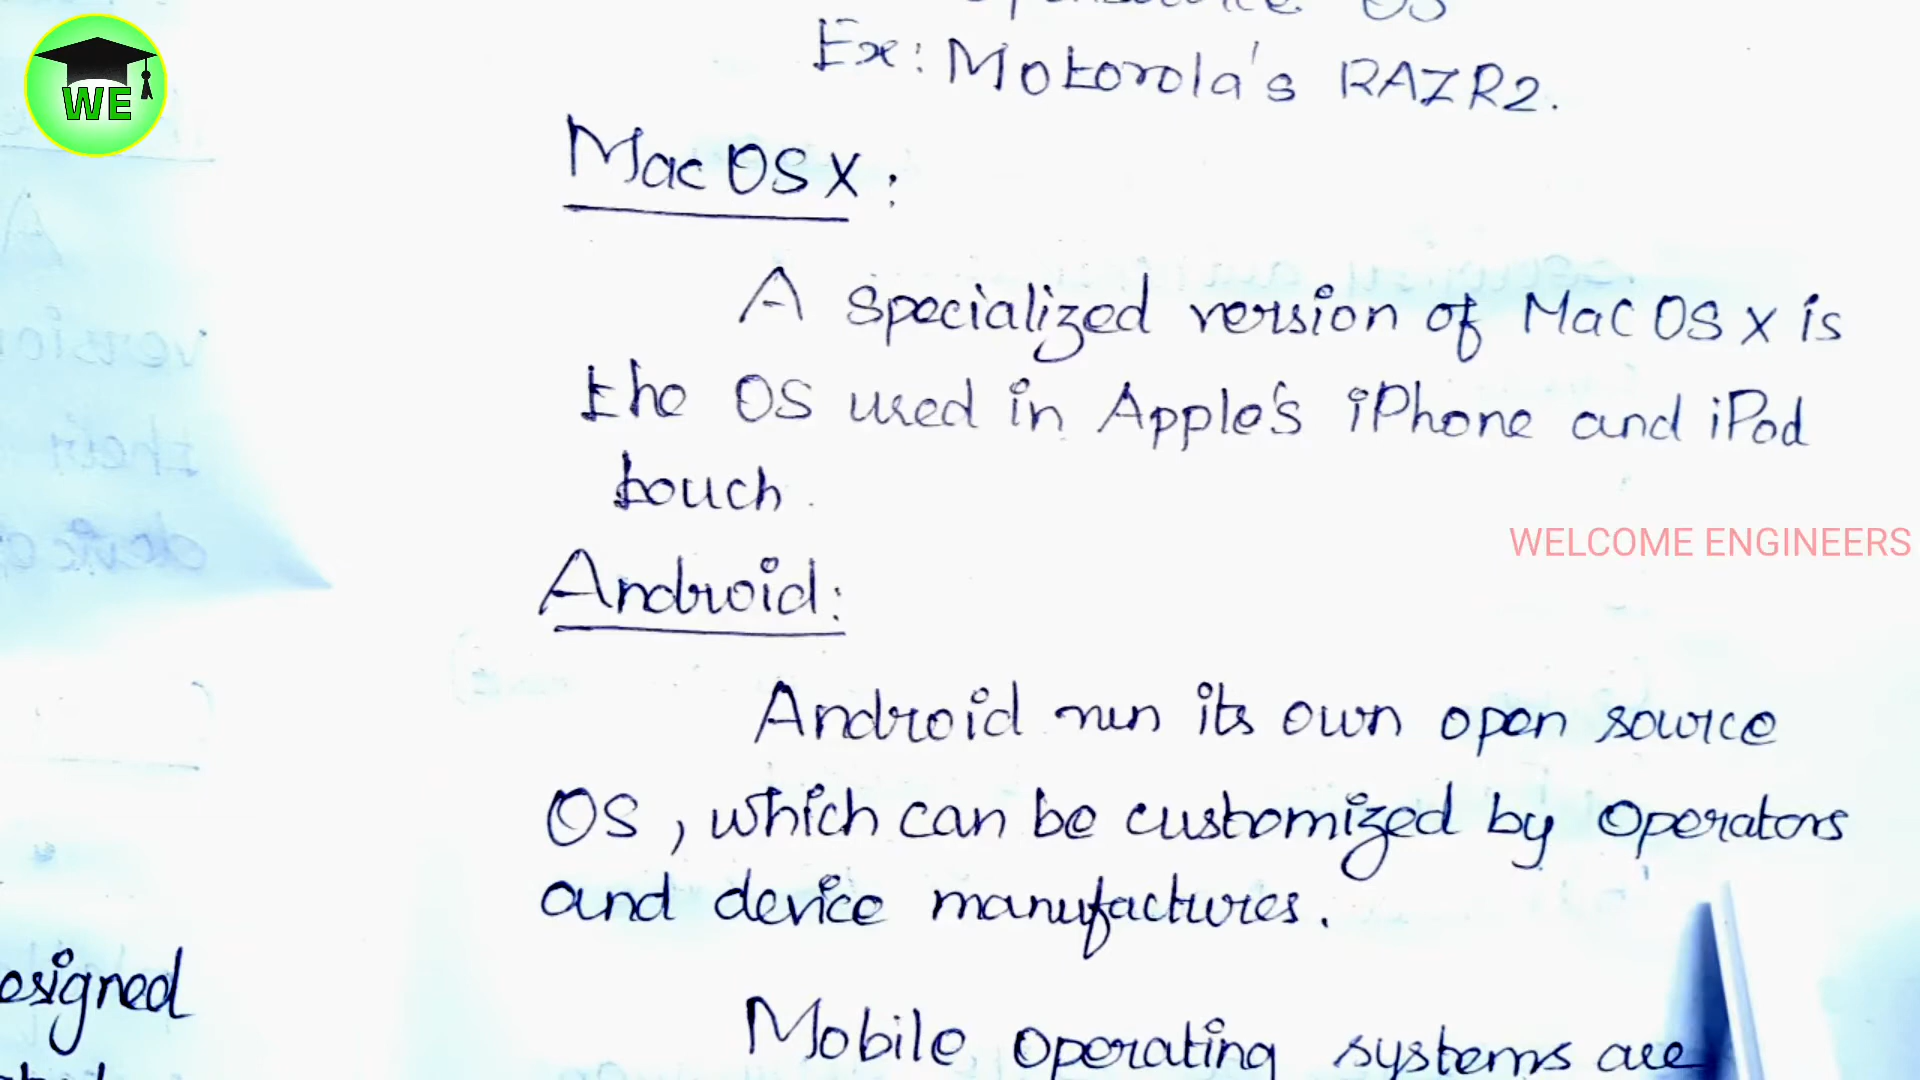 WE
OS
Ex: Motorola's RAZR2.
Mac OS X:
A specialized version of Mac OS X is
the OS used in Apple's iPhone and iPod
touch.
WELCOME ENGINEERS
Android:
Android run its own open source
OS, which can be customized by operators
and device manufactures.
esigned
Mobile operating systems are